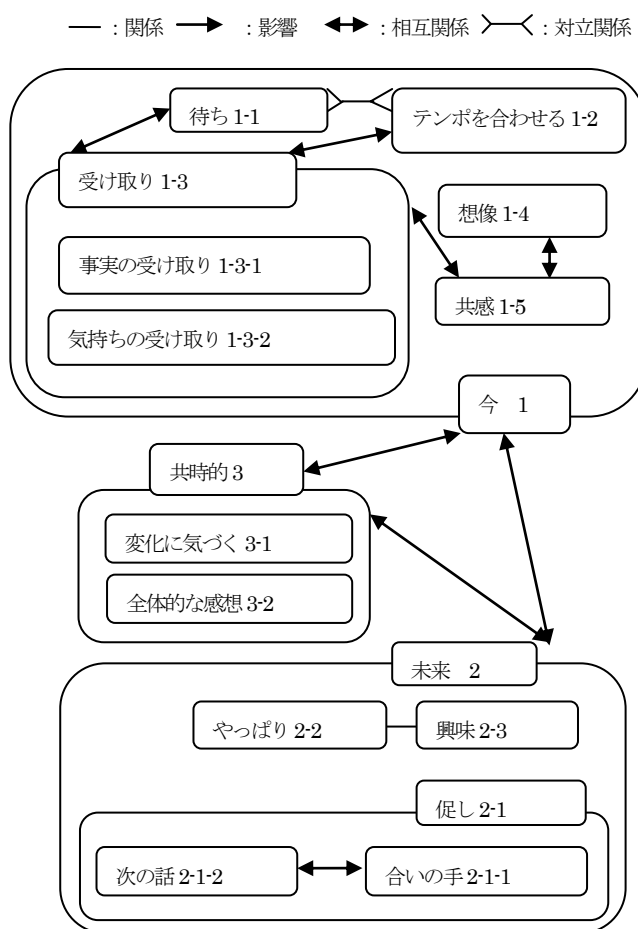 ― : 関係 → : 影響 ↔ : 相互関係 >―< : 対立関係
待ち 1-1
テンポを合わせる 1-2
受け取り 1-3
想像 1-4
事実の受け取り 1-3-1
共感 1-5
気持ちの受け取り 1-3-2
今 1
共時的 3
変化に気づく 3-1
全体的な感想 3-2
未来 2
やっぱり 2-2
興味 2-3
促し 2-1
次の話 2-1-2
合いの手 2-1-1